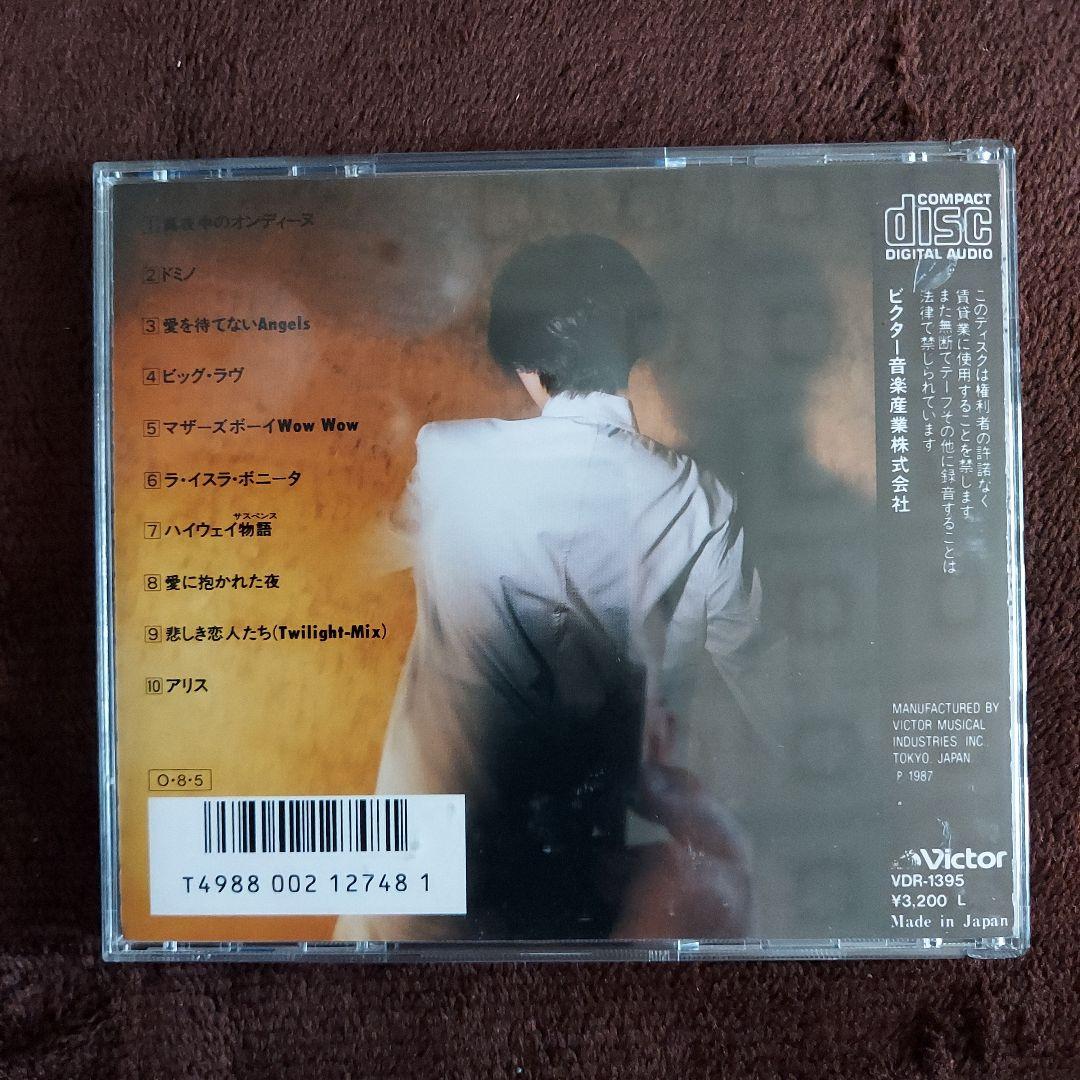 1 真夜中のオンディーヌ
2 ドミノ
3 愛を待てないAngels
4 ビッグ・ラヴ
5 マザーズボーイWow Wow
6 ラ・イスラ・ボニータ
サスペンス
7 ハイウェイ物語
8 愛に抱かれた夜
9 悲しき恋人たち(Twilight-Mix)
10 アリス
O・8・5
T4988 002 12748 1
COMPACT
disc
DIGITAL AUDIO
このディスクは権利者の許諾なく
賃貸業に使用することを禁じます
また無断でテープその他に録音することは
法律で禁じられています
ビクター音楽産業株式会社
MANUFACTURED BY
VICTOR MUSICAL
INDUSTRIES INC.
TOKYO. JAPAN
P 1987
Victor
VDR-1395
¥3,200 L
Made in Japan